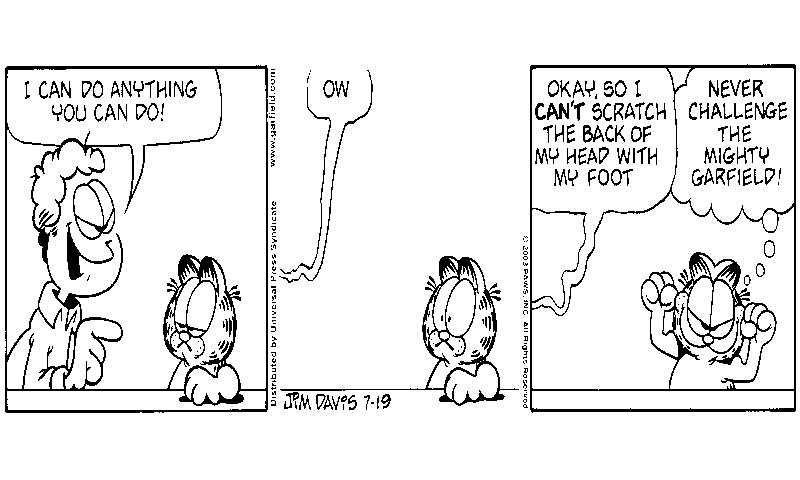 I CAN DO ANYTHING
YOU CAN DO!
www.garfield.com
Distributed by Universal Press Syndicate
OW
JIM DAVIS 7-19
© 2003 PAWS, INC. All Rights Reserved
OKAY, SO I
CAN'T SCRATCH
THE BACK OF
MY HEAD WITH
MY FOOT
NEVER
CHALLENGE
THE
MIGHTY
GARFIELD!